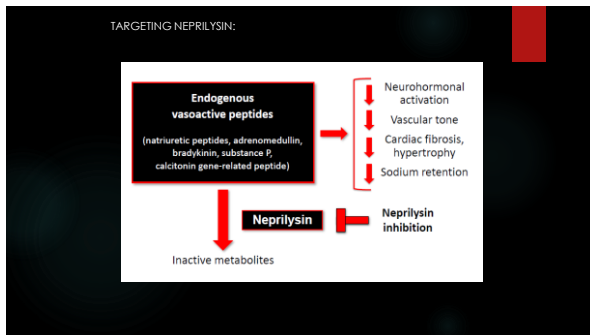 TARGETING NEPRILYSIN:
Endogenous
vasoactive peptides
(natriuretic peptides, adrenomedullin,
bradykinin, substance P,
calcitonin gene-related peptide)
Neurohormonal
activation
Vascular tone
Cardiac fibrosis,
hypertrophy
Sodium retention
Neprilysin
Neprilysin
inhibition
Inactive metabolites